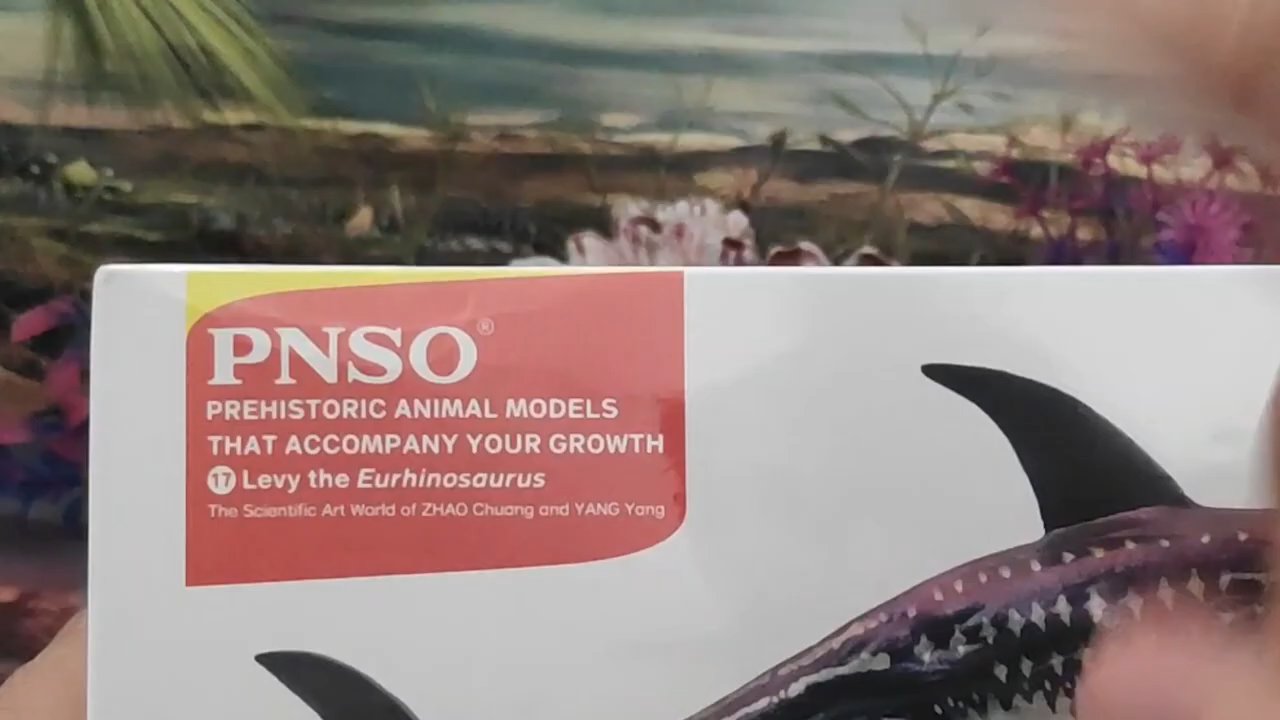 PNSO®
PREHISTORIC ANIMAL MODELS
THAT ACCOMPANY YOUR GROWTH
17 Levy the Eurhinosaurus
The Scientific Art World of ZHAO Chuang and YANG Yang